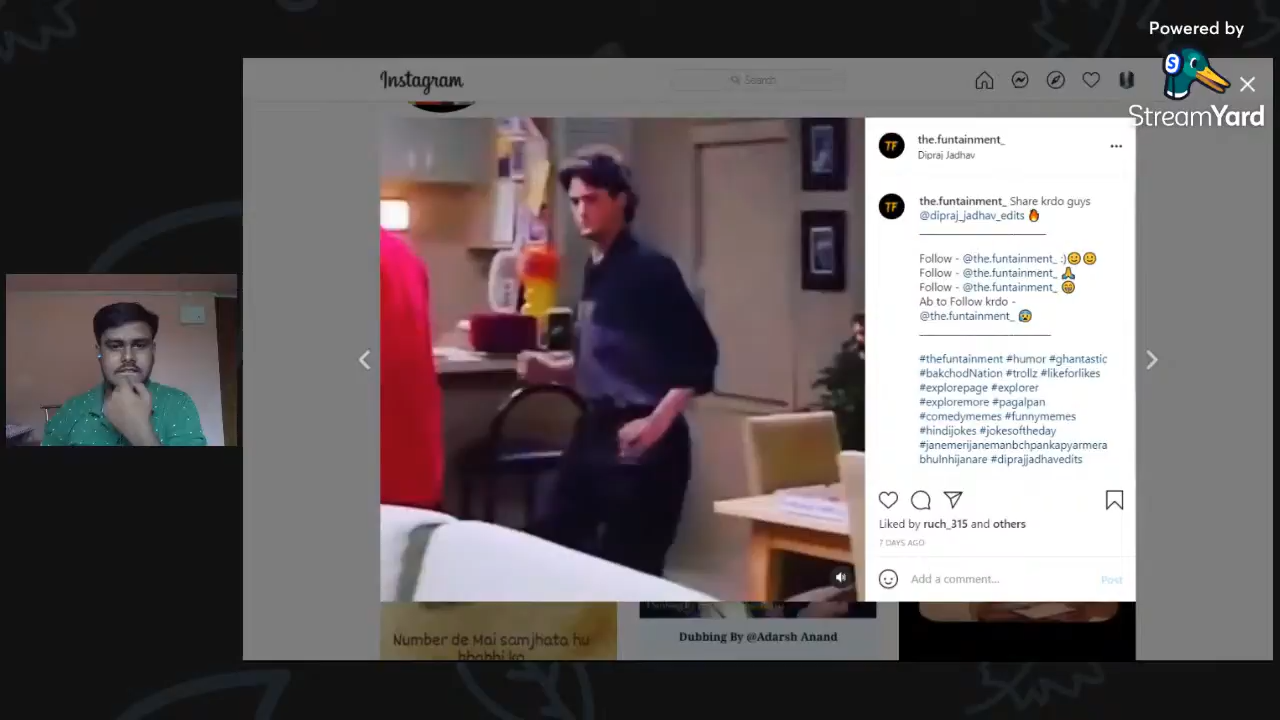 Powered by
StreamYard
Instagram
Search
the.funtainment_
Dipraj Jadhav
the.funtainment_ Share krdo guys
@dipraj_jadhav_edits
Follow - @the.funtainment_ :)
Follow - @the.funtainment_
Follow - @the.funtainment_
Ab to Follow krdo -
@the.funtainment_
#thefuntainment #humor #ghantastic
#bakchodNation #trollz #likeforlikes
#explorepage #explorer
#exploremore #pagalpan
#comedymemes #funnymemes
#hindijokes #jokesoftheday
#janemerijanemanbchpankapyarmera
bhulnhijanare #diprajjadhavedits
Liked by ruch_315 and others
7 DAYS AGO
Add a comment...
Post
Number de Mai samjhata hu
bhabhi ko
Dubbing By @Adarsh Anand